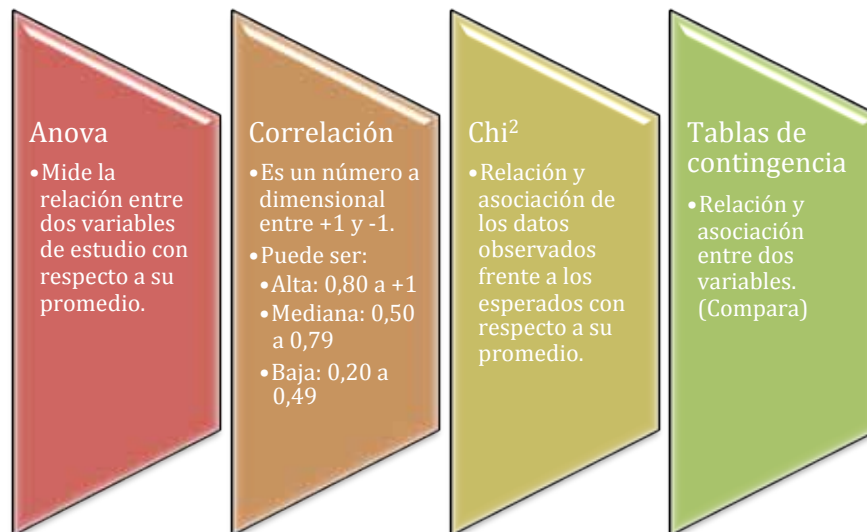 Anova
•Mide la
relación entre
dos variables
de estudio con
respecto a su
promedio.
Correlación
•Es un número a
dimensional
entre +1 y -1.
•Puede ser:
•Alta: 0,80 a +1
•Mediana: 0,50
a 0,79
•Baja: 0,20 a
0,49
Chi²
•Relación y
asociación de
los datos
observados
frente a los
esperados con
respecto a su
promedio.
Tablas de
contingencia
•Relación y
asociación
entre dos
variables.
(Compara)